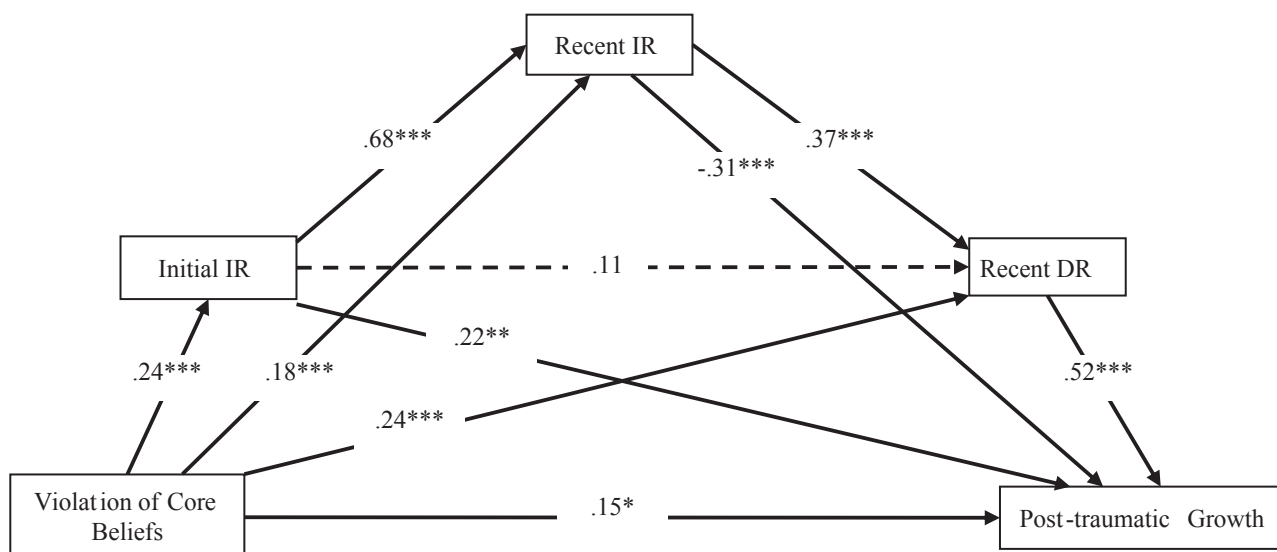 Recent IR
.68***
.37***
-.31***
Initial IR
.11
Recent DR
.22**
.24***
.18***
.52***
.24***
Violation of Core
Beliefs
.15*
Post-traumatic Growth